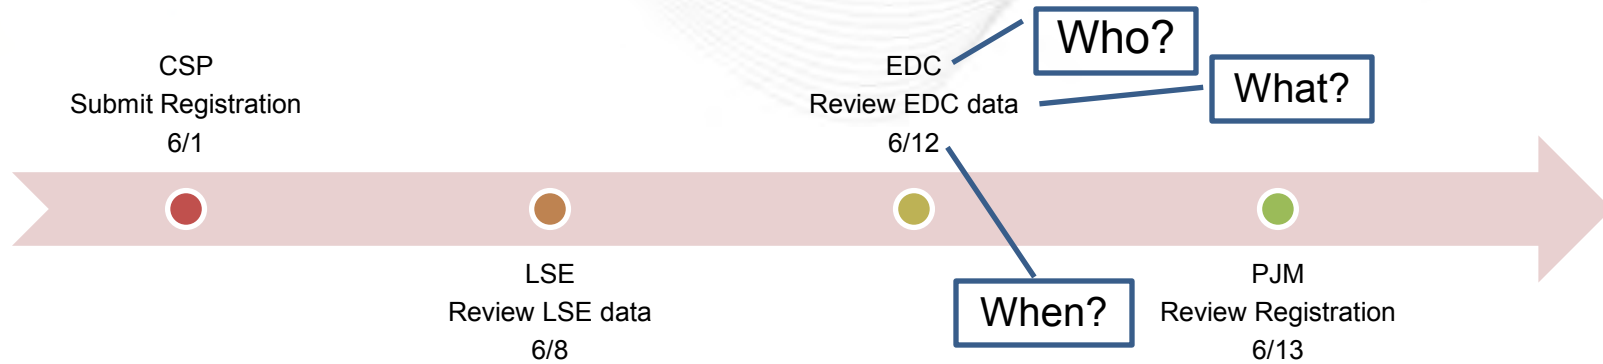 CSP
Submit Registration
6/1
LSE
Review LSE data
6/8
EDC
Review EDC data
6/12
Who?
What?
When?
PJM
Review Registration
6/13